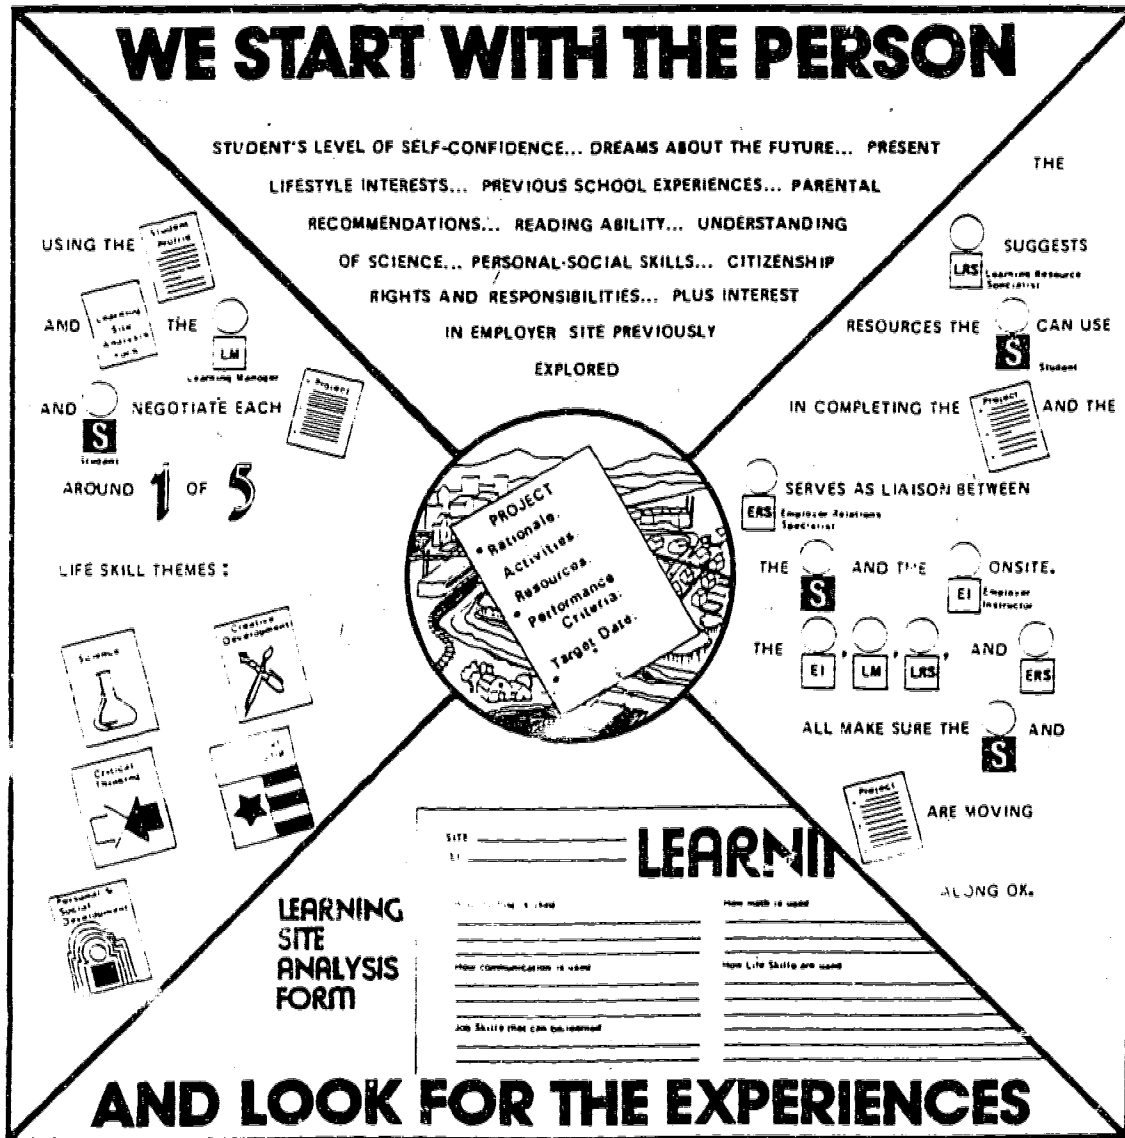 WE START WITH THE PERSON
STUDENT'S LEVEL OF SELF-CONFIDENCE... DREAMS ABOUT THE FUTURE... PRESENT
LIFESTYLE INTERESTS... PREVIOUS SCHOOL EXPERIENCES... PARENTAL
RECOMMENDATIONS... READING ABILITY... UNDERSTANDING
OF SCIENCE... PERSONAL-SOCIAL SKILLS... CITIZENSHIP
RIGHTS AND RESPONSIBILITIES... PLUS INTEREST
IN EMPLOYER SITE PREVIOUSLY
EXPLORED
USING THE
Student
Profile
AND
Learning
Site
Analysis
Form
THE
LM
Learning Manager
AND
S
Student
NEGOTIATE EACH
Project
AROUND 1 OF 5
LIFE SKILL THEMES:
Science
Creative
Development
Critical
Thinking
Personal &
Social
Development
PROJECT
Rationale.
Activities.
Resources.
Performance
Criteria.
Target Date.
THE
LRS
Learning Resource
Specialist
SUGGESTS
RESOURCES THE
S
Student
CAN USE
IN COMPLETING THE
Project
AND THE
ERS
Employer Relations
Specialist
SERVES AS LIAISON BETWEEN
THE
S
AND THE
EI
Employer
Instructor
ONSITE.
THE
EI, LM, LRS, AND ERS
ALL MAKE SURE THE
S
AND
Project
ARE MOVING
ALONG OK.
LEARNING
SITE
ANALYSIS
FORM
SITE
EI
LEARNIN
How math is used
How communication is used
How Life Skills are used
Job Skills that can be learned
AND LOOK FOR THE EXPERIENCES